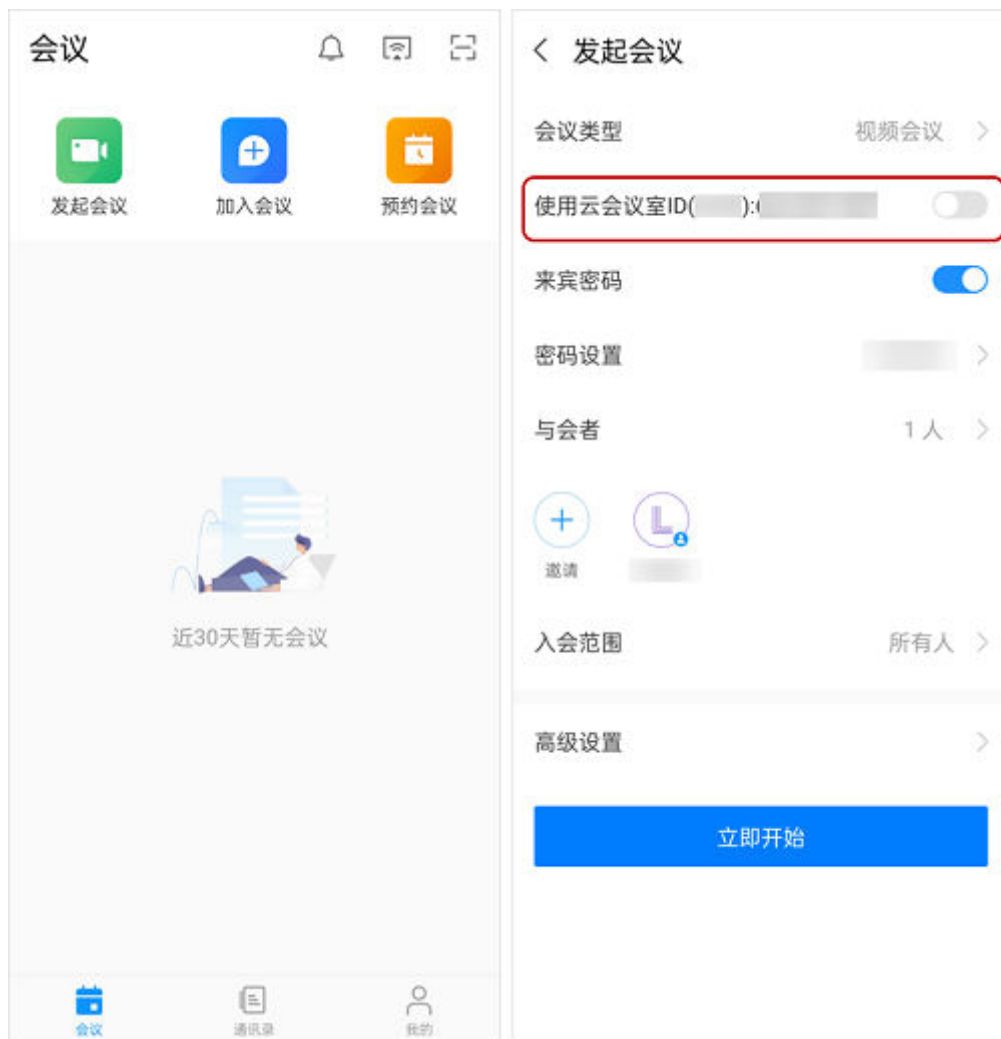 会议
发起会议
加入会议
预约会议
近30天暂无会议
会议
通讯录
我的
发起会议
会议类型
视频会议
使用云会议室ID( ):
来宾密码
密码设置
与会者
1人
邀请
L
入会范围
所有人
高级设置
立即开始